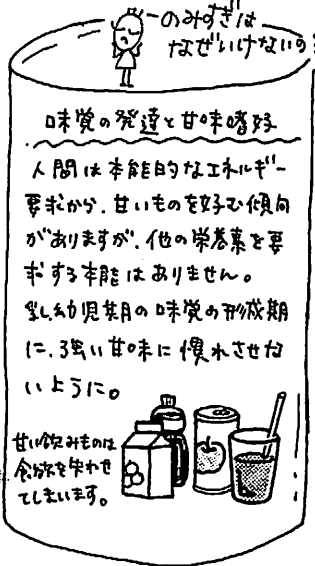 のみすぎは
なぜいけないの?
味覚の発達と甘味嗜好
人間は本能的なエネルギー
要求から、甘いものを好む傾向
がありますが、他の栄養素を要
求する本能はありません。
乳幼児期の味覚の形成期
に、強い甘味に慣れさせな
いように。
甘い飲みものは
食欲を失わせ
てしまいます。